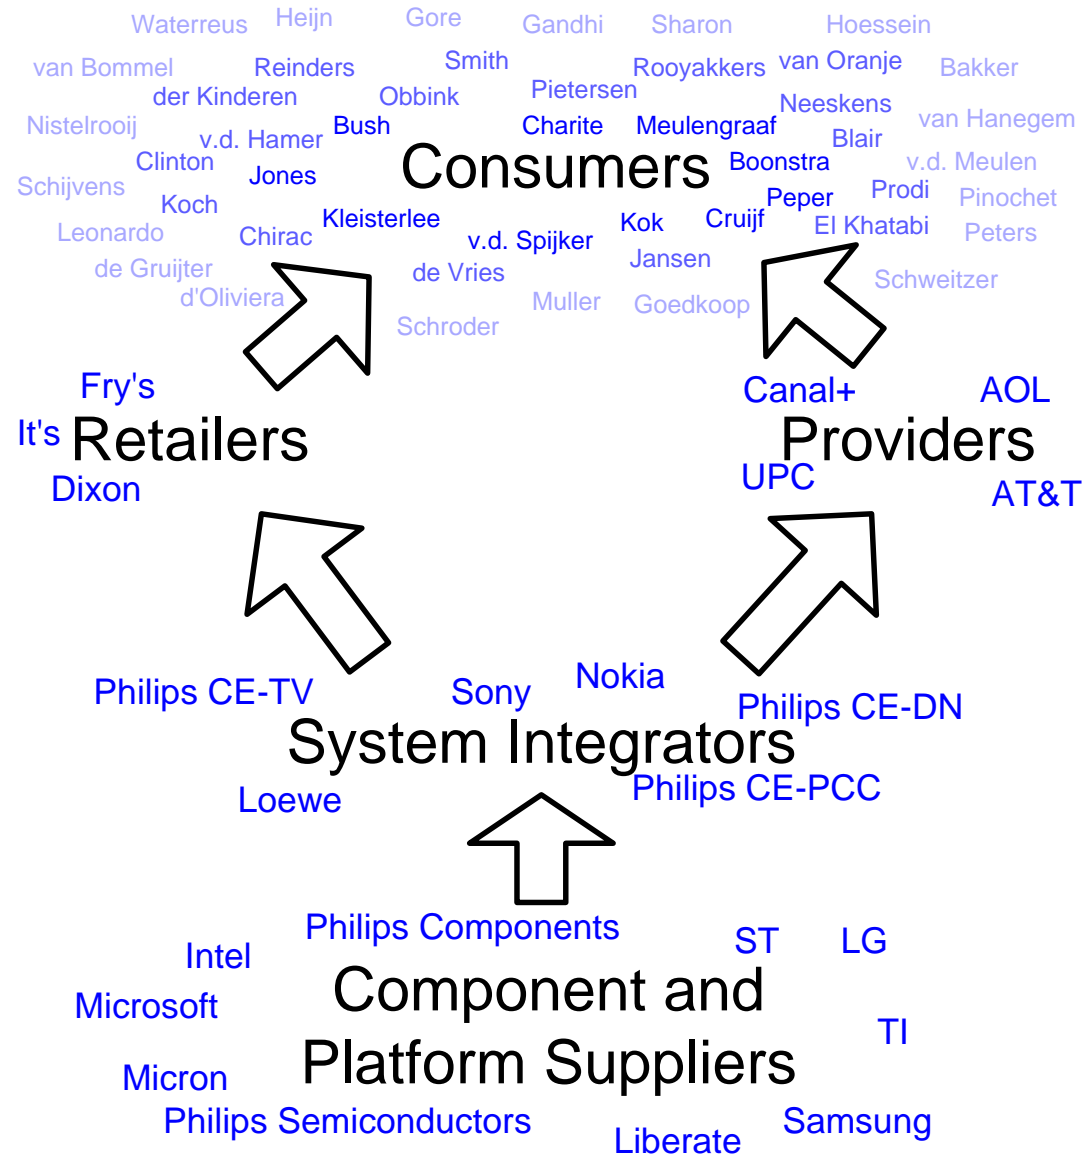 Waterreus
Heijn
Gore
Gandhi
Sharon
Hoessein
van Bommel
Reinders
Smith
Rooyakkers
van Oranje
Bakker
der Kinderen
Obbink
Pietersen
Neeskens
Nistelrooij
v.d. Hamer
Bush
Charite
Meulengraaf
Blair
van Hanegem
Clinton
Jones
Consumers
Boonstra
v.d. Meulen
Schijvens
Koch
Peper
Prodi
Pinochet
Leonardo
Chirac
Kleisterlee
v.d. Spijker
Kok
Cruijf
El Khatabi
Peters
de Gruijter
de Vries
Jansen
Schweitzer
d'Oliviera
Schroder
Muller
Goedkoop
Fry's
It's
Retailers
Dixon
Canal+
AOL
Providers
UPC
AT&T
Philips CE-TV
Sony
Nokia
Philips CE-DN
System Integrators
Loewe
Philips CE-PCC
Philips Components
ST
LG
Intel
Microsoft
Component and
Platform Suppliers
TI
Micron
Philips Semiconductors
Liberate
Samsung